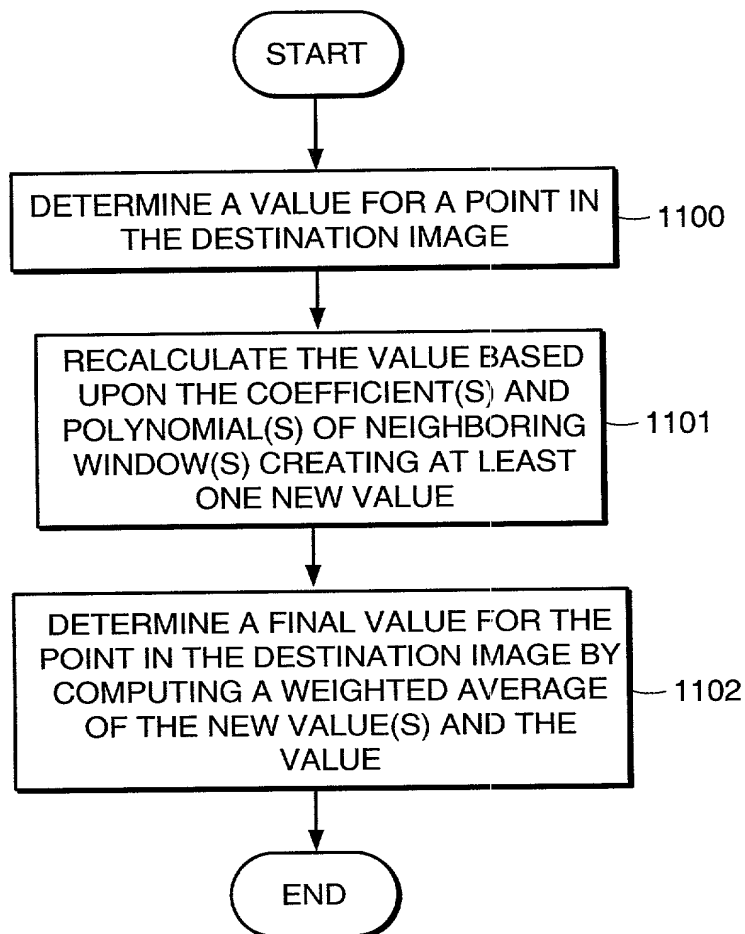 START
DETERMINE A VALUE FOR A POINT IN
THE DESTINATION IMAGE
1100
RECALCULATE THE VALUE BASED
UPON THE COEFFICIENT(S) AND
POLYNOMIAL(S) OF NEIGHBORING
WINDOW(S) CREATING AT LEAST
ONE NEW VALUE
1101
DETERMINE A FINAL VALUE FOR THE
POINT IN THE DESTINATION IMAGE BY
COMPUTING A WEIGHTED AVERAGE
OF THE NEW VALUE(S) AND THE
VALUE
1102
END